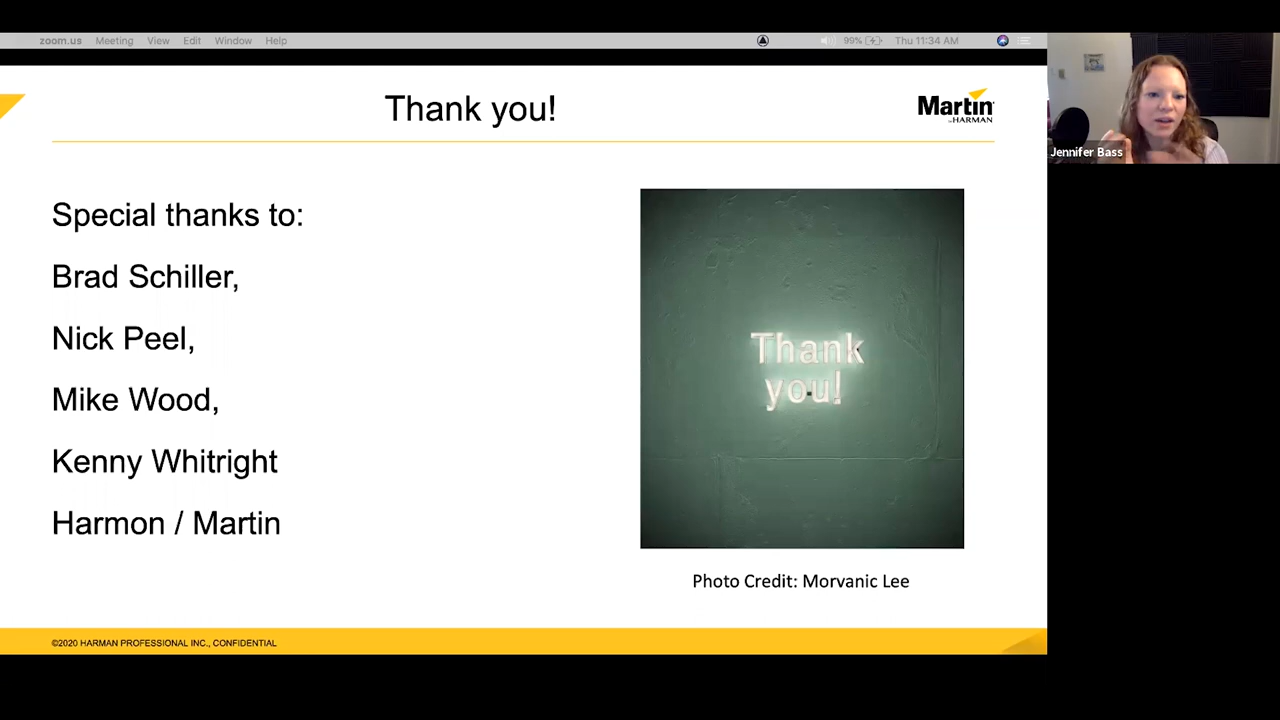 zoom.us Meeting View Edit Window Help 99% Thu 11:34 AM
Thank you!
Martin
by HARMAN
Jennifer Bass
Special thanks to:
Brad Schiller,
Nick Peel,
Mike Wood,
Kenny Whitright
Harmon / Martin
Thank
you!
Photo Credit: Morvanic Lee
©2020 HARMAN PROFESSIONAL INC., CONFIDENTIAL